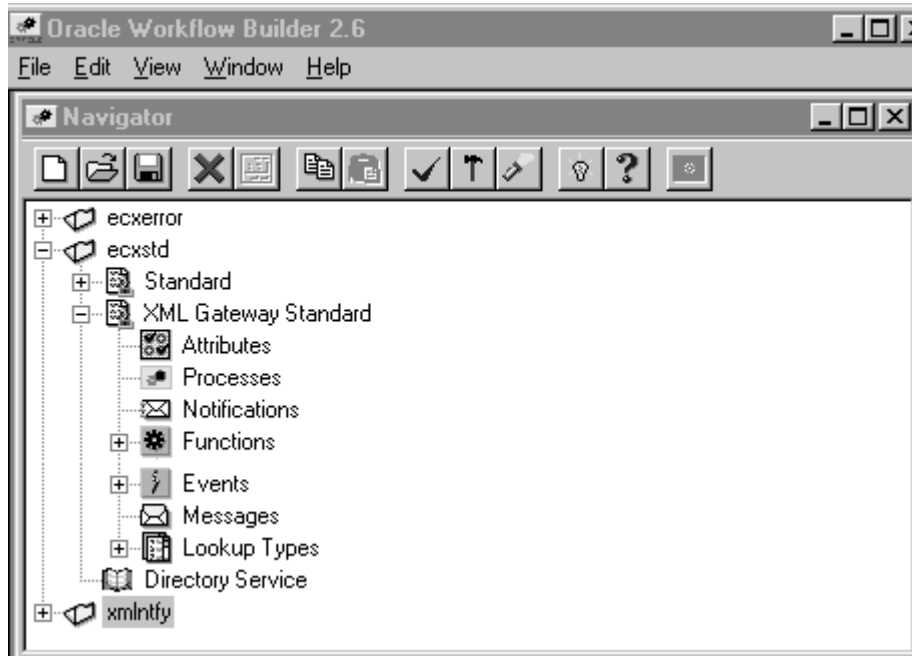 Oracle Workflow Builder 2.6
File Edit View Window Help
Navigator
ecxerror
ecxstd
Standard
XML Gateway Standard
Attributes
Processes
Notifications
Functions
Events
Messages
Lookup Types
Directory Service
xmlntfy